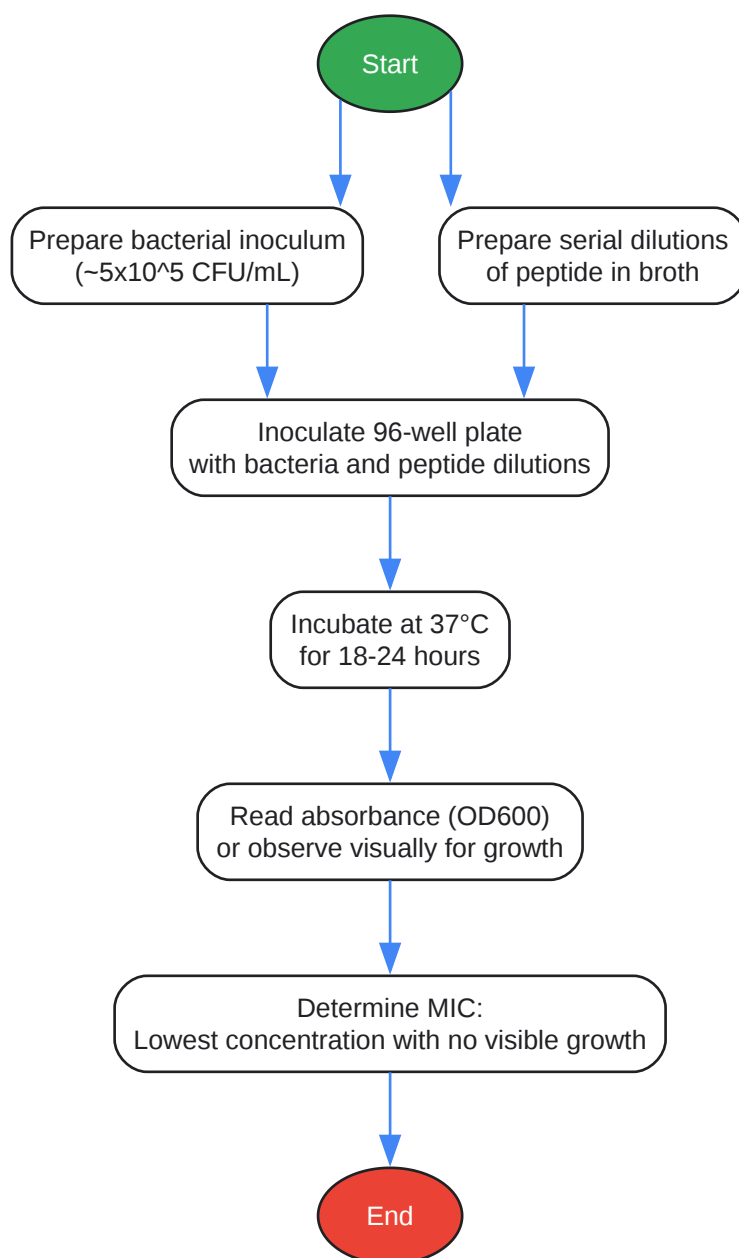 Start
Prepare bacterial inoculum
(~5x10^5 CFU/mL)
Prepare serial dilutions
of peptide in broth
Inoculate 96-well plate
with bacteria and peptide dilutions
Incubate at 37°C
for 18-24 hours
Read absorbance (OD600)
or observe visually for growth
Determine MIC:
Lowest concentration with no visible growth
End